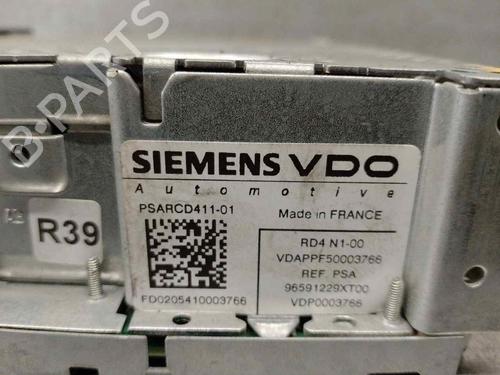 B-PARTS
SIEMENS VDO
Automotive
PSARCD411-01
Made in FRANCE
R39
RD4 N1-00
VDAPPF50003766
REF. PSA
96591229XT00
VDP0003766
FD0205410003766